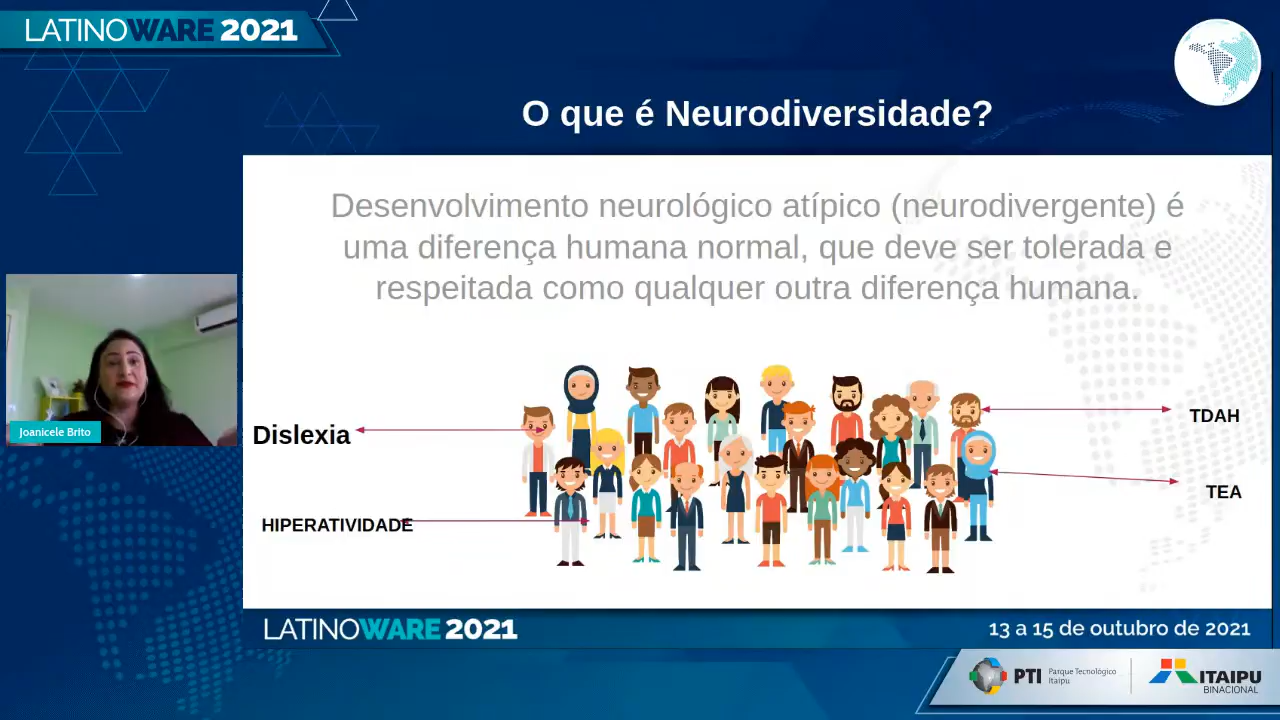 LATINOWARE 2021
O que é Neurodiversidade?
Desenvolvimento neurológico atípico (neurodivergente) é
uma diferença humana normal, que deve ser tolerada e
respeitada como qualquer outra diferença humana.
Joanicele Brito
Dislexia
TDAH
TEA
HIPERATIVIDADE
LATINOWARE 2021
13 a 15 de outubro de 2021
PTI
Parque Tecnológico
Itaipu
ITAIPU
BINACIONAL